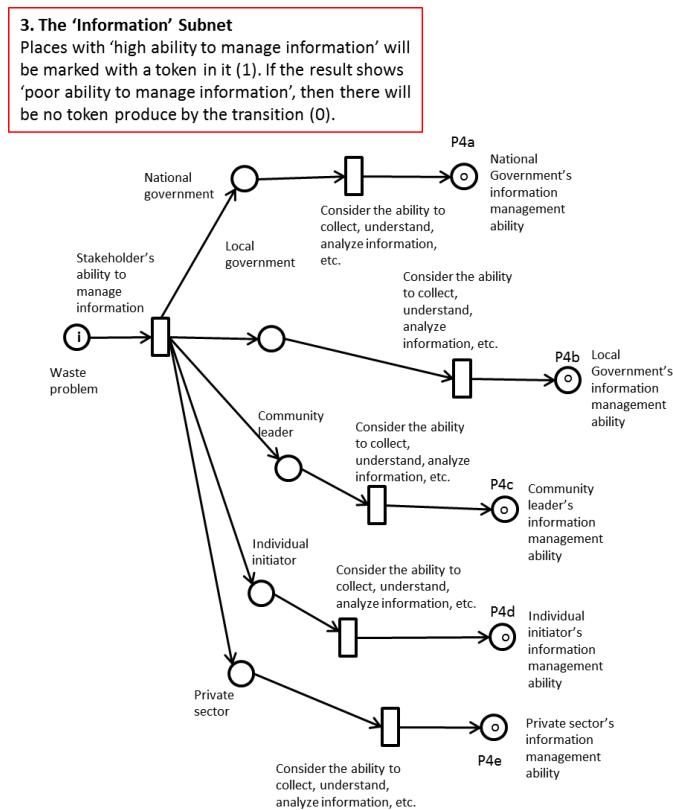 3. The ‘Information’ Subnet
Places with ‘high ability to manage information’ will
be marked with a token in it (1). If the result shows
‘poor ability to manage information’, then there will
be no token produce by the transition (0).
P4a
National
government
National
Government’s
information
management
ability
Consider the ability to
collect, understand,
analyze information,
etc.
Local
government
Stakeholder’s
ability to
manage
information
Consider the ability
to collect,
understand,
analyze
information, etc.
i
Waste
problem
P4b
Local
Government’s
information
management
ability
Community
leader
Consider the ability
to collect,
understand, analyze
information, etc.
P4c
Community
leader’s
information
management
ability
Individual
initiator
Consider the ability to
collect, understand,
analyze information, etc.
P4d
Individual
initiator’s
information
management
ability
Private
sector
Private sector’s
information
management
ability
P4e
Consider the ability to
collect, understand,
analyze information, etc.